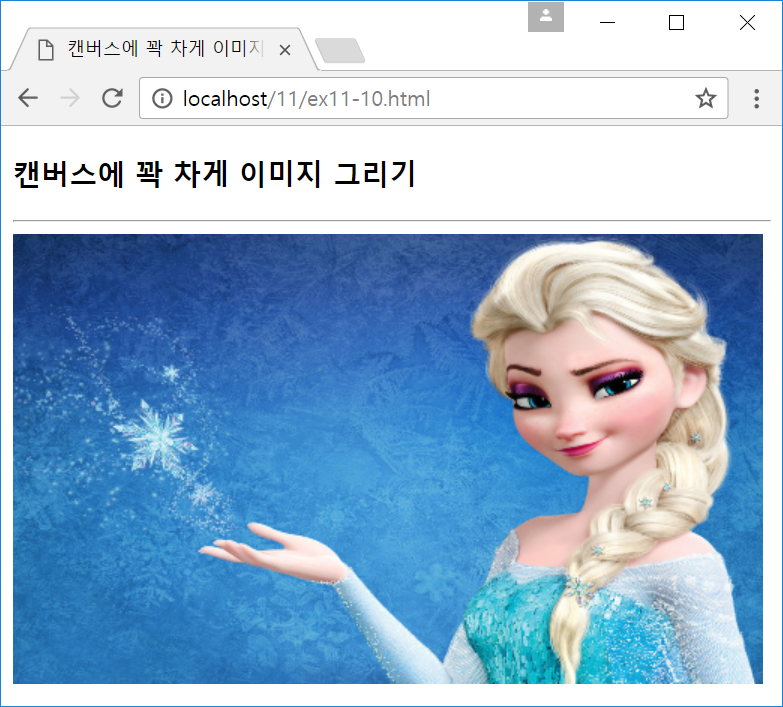 캔버스에 꽉 차게 이미지
localhost/11/ex11-10.html
캔버스에 꽉 차게 이미지 그리기